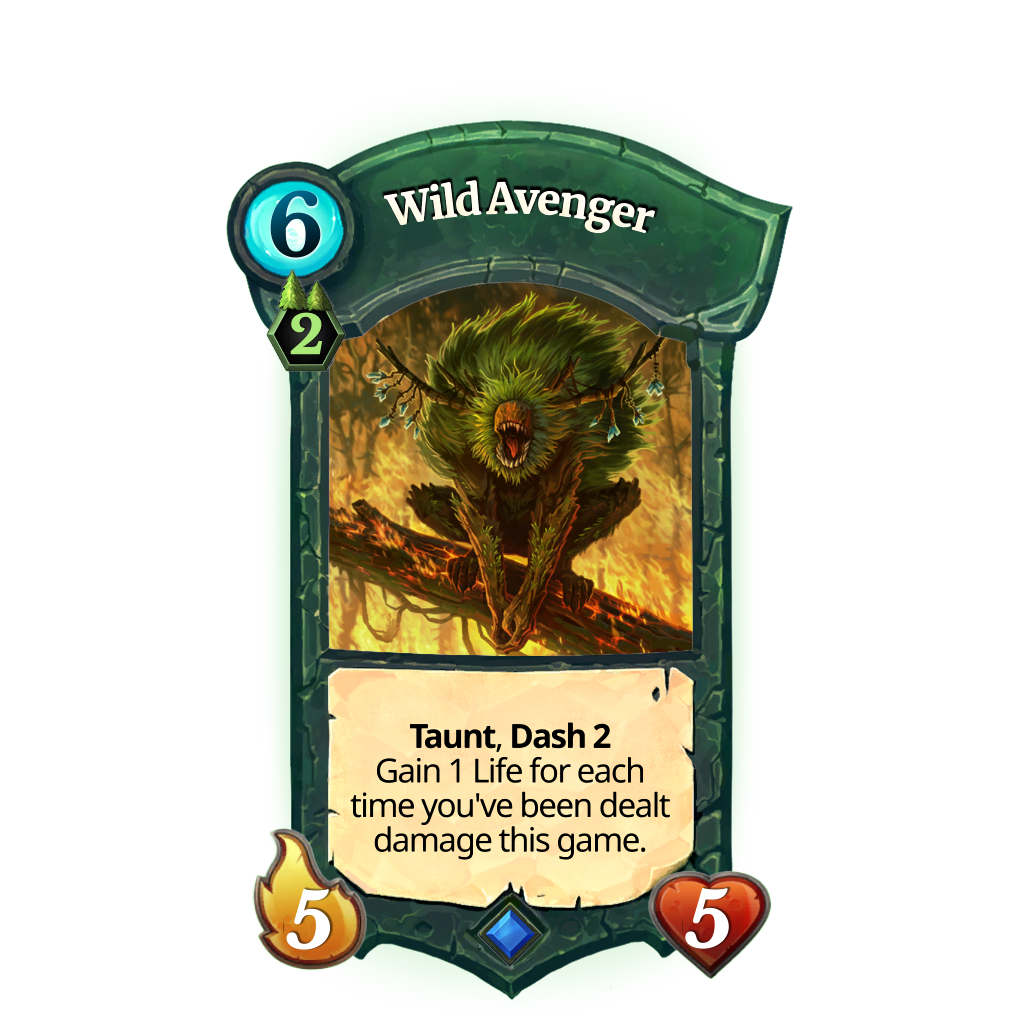 Wild Avenger
6
2
Taunt, Dash 2
Gain 1 Life for each
time you've been dealt
damage this game.
5
5